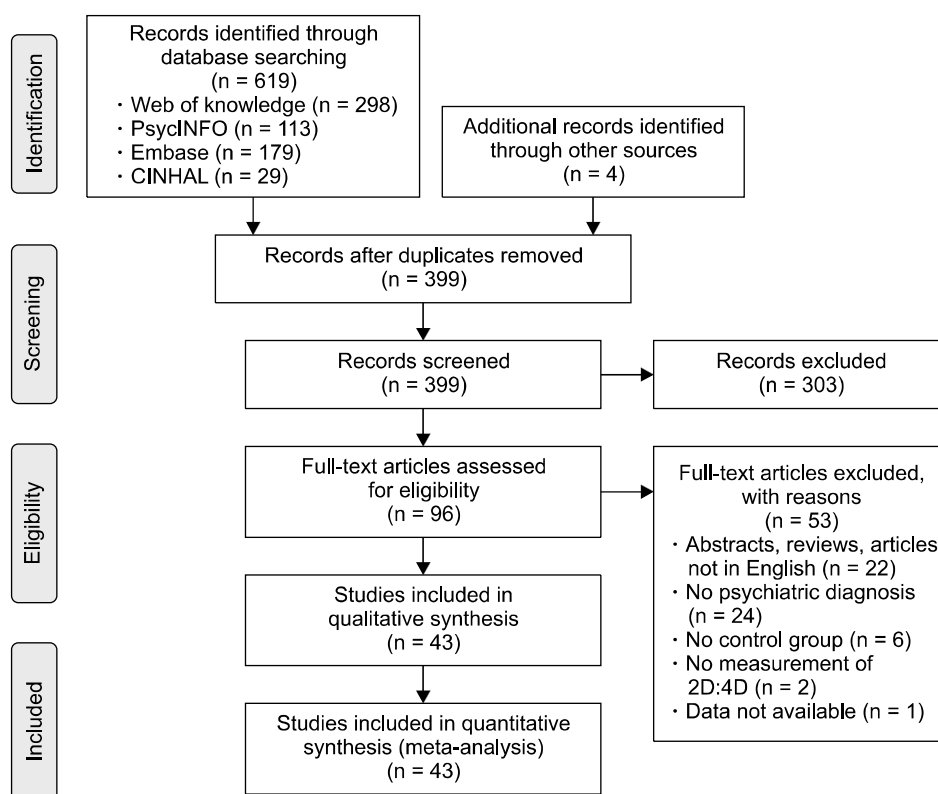 Identification
Records identified through
database searching
(n = 619)
· Web of knowledge (n = 298)
· PsycINFO (n = 113)
· Embase (n = 179)
· CINHAL (n = 29)
Additional records identified
through other sources
(n = 4)
Screening
Records after duplicates removed
(n = 399)
Records screened
(n = 399)
Records excluded
(n = 303)
Eligibility
Full-text articles assessed
for eligibility
(n = 96)
Full-text articles excluded,
with reasons
(n = 53)
· Abstracts, reviews, articles
not in English (n = 22)
· No psychiatric diagnosis
(n = 24)
· No control group (n = 6)
· No measurement of
2D:4D (n = 2)
· Data not available (n = 1)
Studies included in
qualitative synthesis
(n = 43)
Included
Studies included in quantitative
synthesis (meta-analysis)
(n = 43)